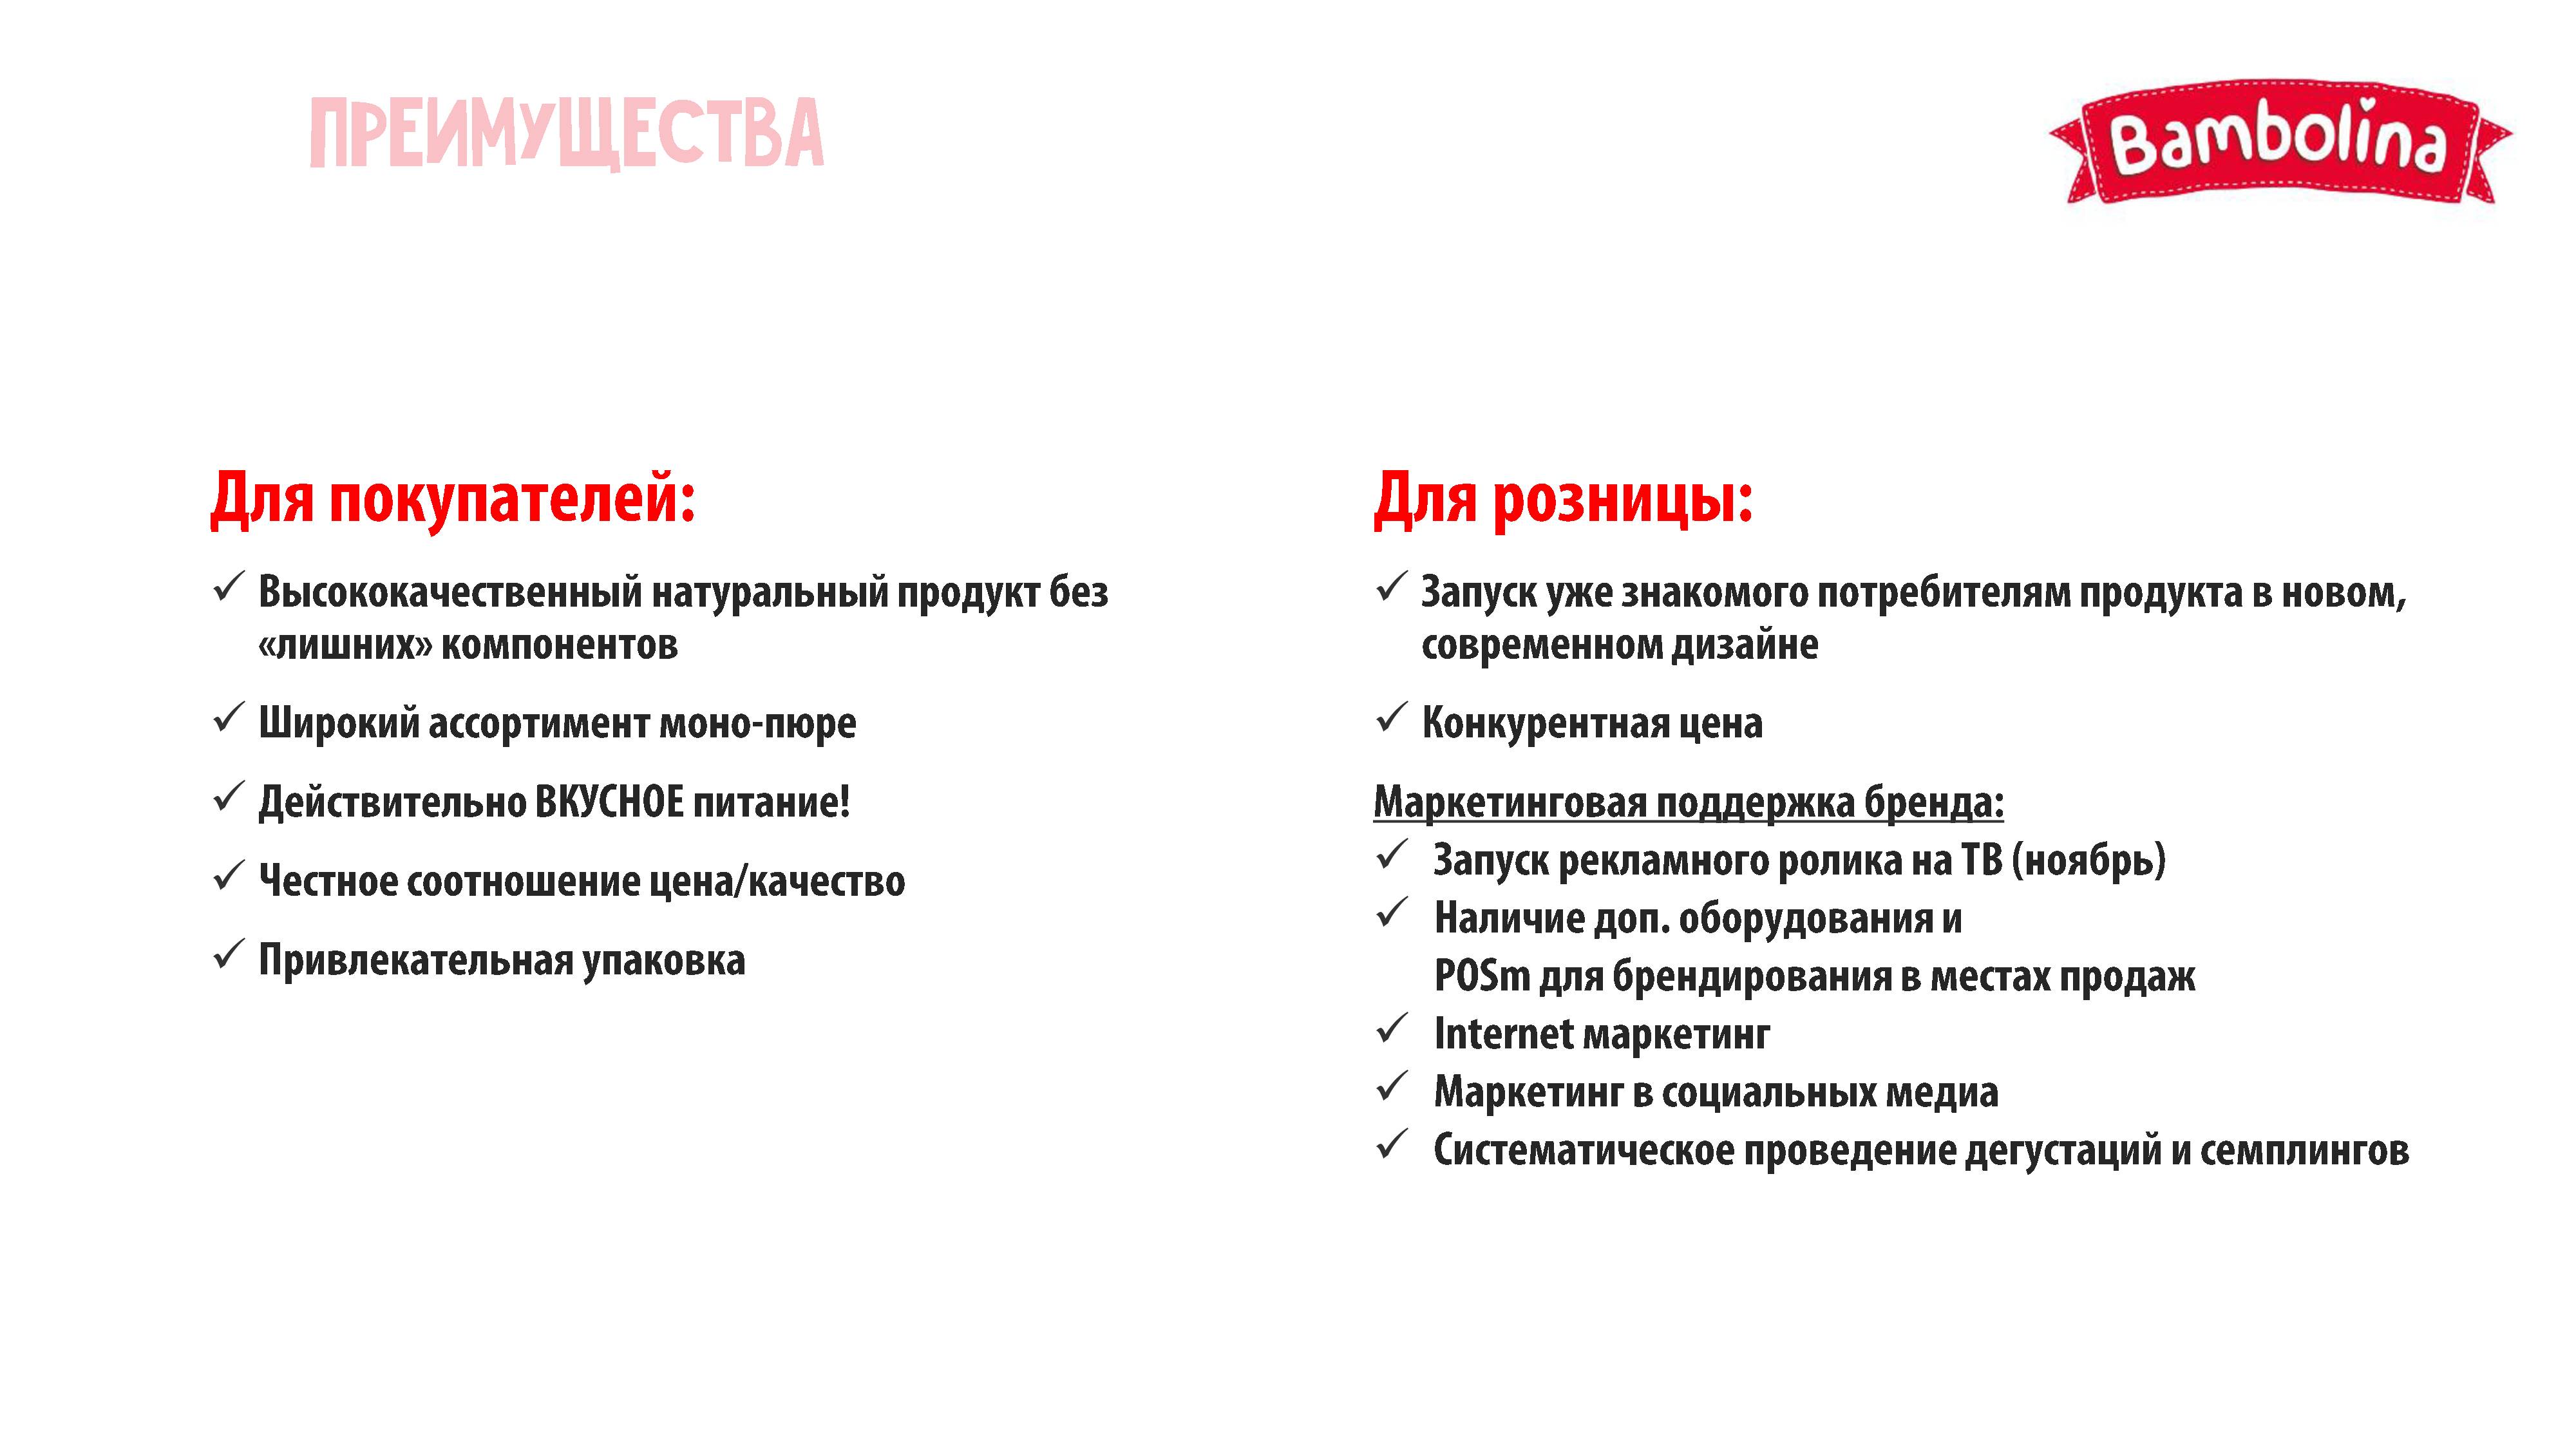 ПРЕИМУЩЕСТВА
Bambolina
Для покупателей:
✓ Высококачественный натуральный продукт без
«лишних» компонентов
✓ Широкий ассортимент моно-пюре
✓ Действительно ВКУСНОЕ питание!
✓ Честное соотношение цена/качество
✓ Привлекательная упаковка
Для розницы:
✓ Запуск уже знакомого потребителям продукта в новом,
современном дизайне
✓ Конкурентная цена
Маркетинговая поддержка бренда:
✓ Запуск рекламного ролика на ТВ (ноябрь)
✓ Наличие доп. оборудования и
POSm для брендирования в местах продаж
✓ Internet маркетинг
✓ Маркетинг в социальных медиа
✓ Систематическое проведение дегустаций и семплингов